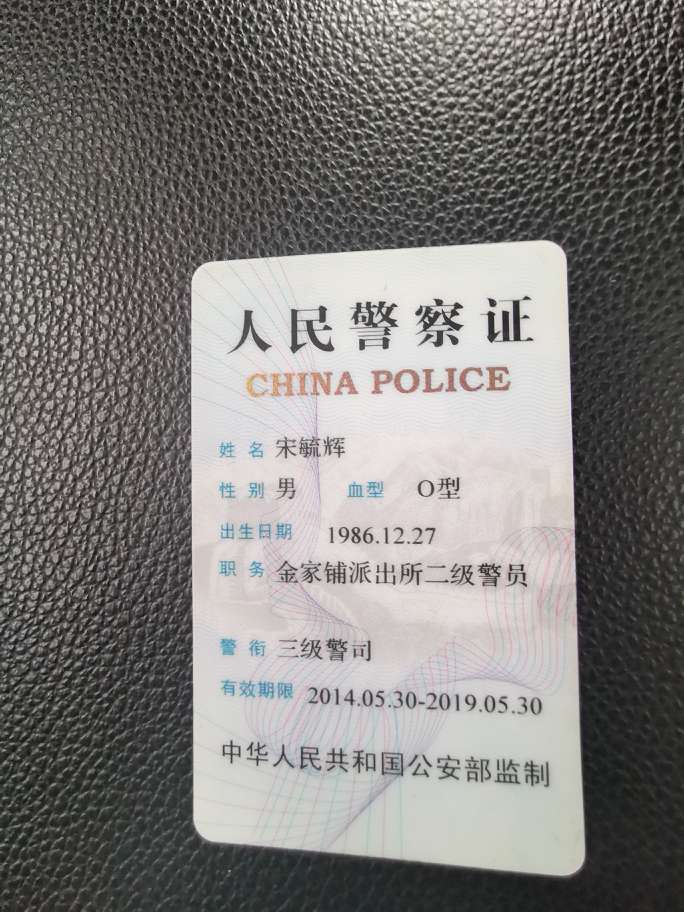 人民警察证
CHINA POLICE
姓 名 宋毓辉
性 别 男 血型 O型
出生日期 1986.12.27
职 务 金家铺派出所二级警员
警 衔 三级警司
有效期限 2014.05.30-2019.05.30
中华人民共和国公安部监制